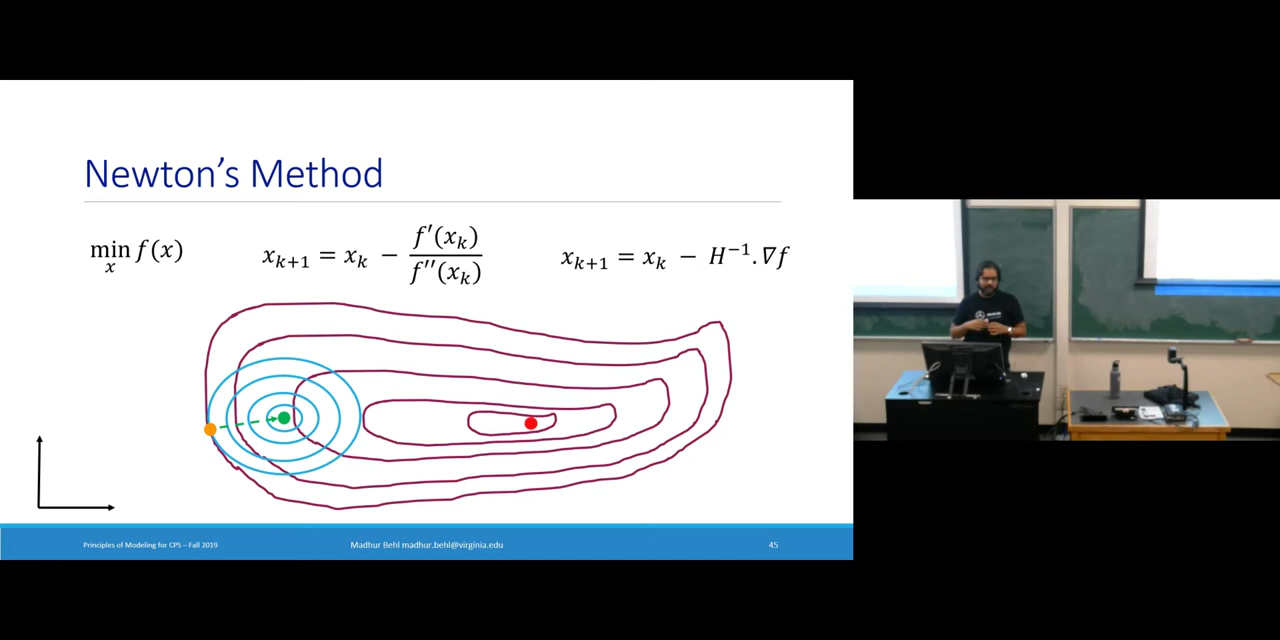 Newton's Method
min f(x)
x
x_{k+1} = x_k − f′(x_k) / f″(x_k)
x_{k+1} = x_k − H^{−1}.∇f
Principles of Modeling for CPS – Fall 2019
Madhur Behl madhur.behl@virginia.edu
45